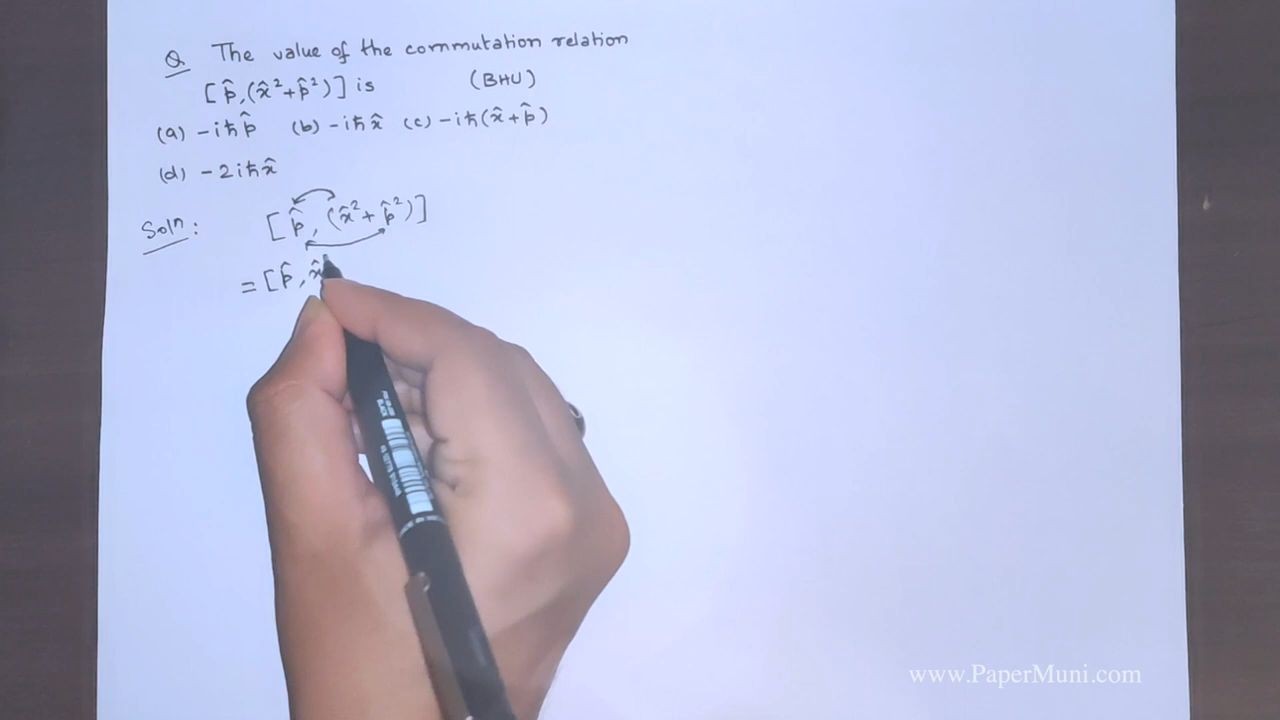 Q The value of the commutation relation
[p̂,(x̂²+p̂²)] is (BHU)
(a) -iħp̂ (b) -iħx̂ (c) -iħ(x̂+p̂)
(d) -2iħx̂
Solⁿ: [p̂, (x̂²+p̂²)]
= [p̂, x̂
www.PaperMuni.com